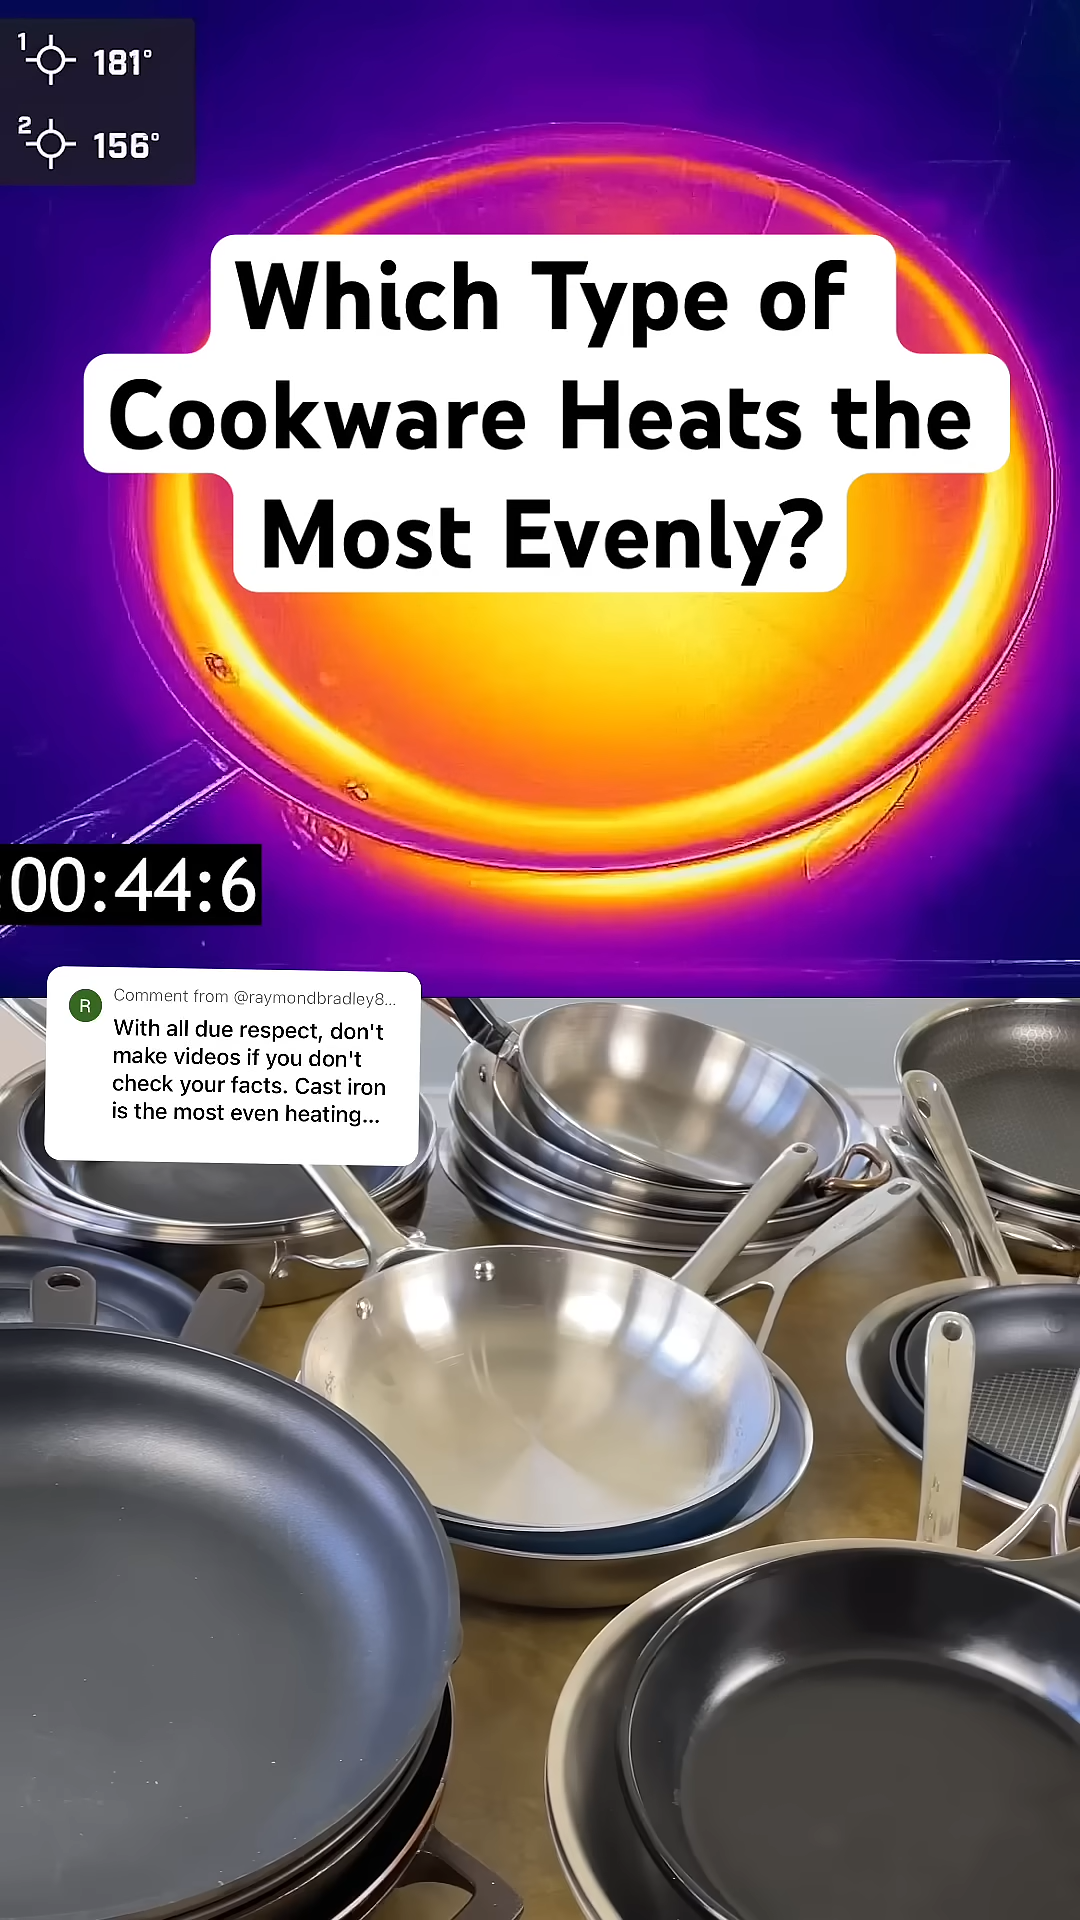 1 181°
2 156°
Which Type of
Cookware Heats the
Most Evenly?
:00:44:6
R
Comment from @raymondbradley8...
With all due respect, don't
make videos if you don't
check your facts. Cast iron
is the most even heating...